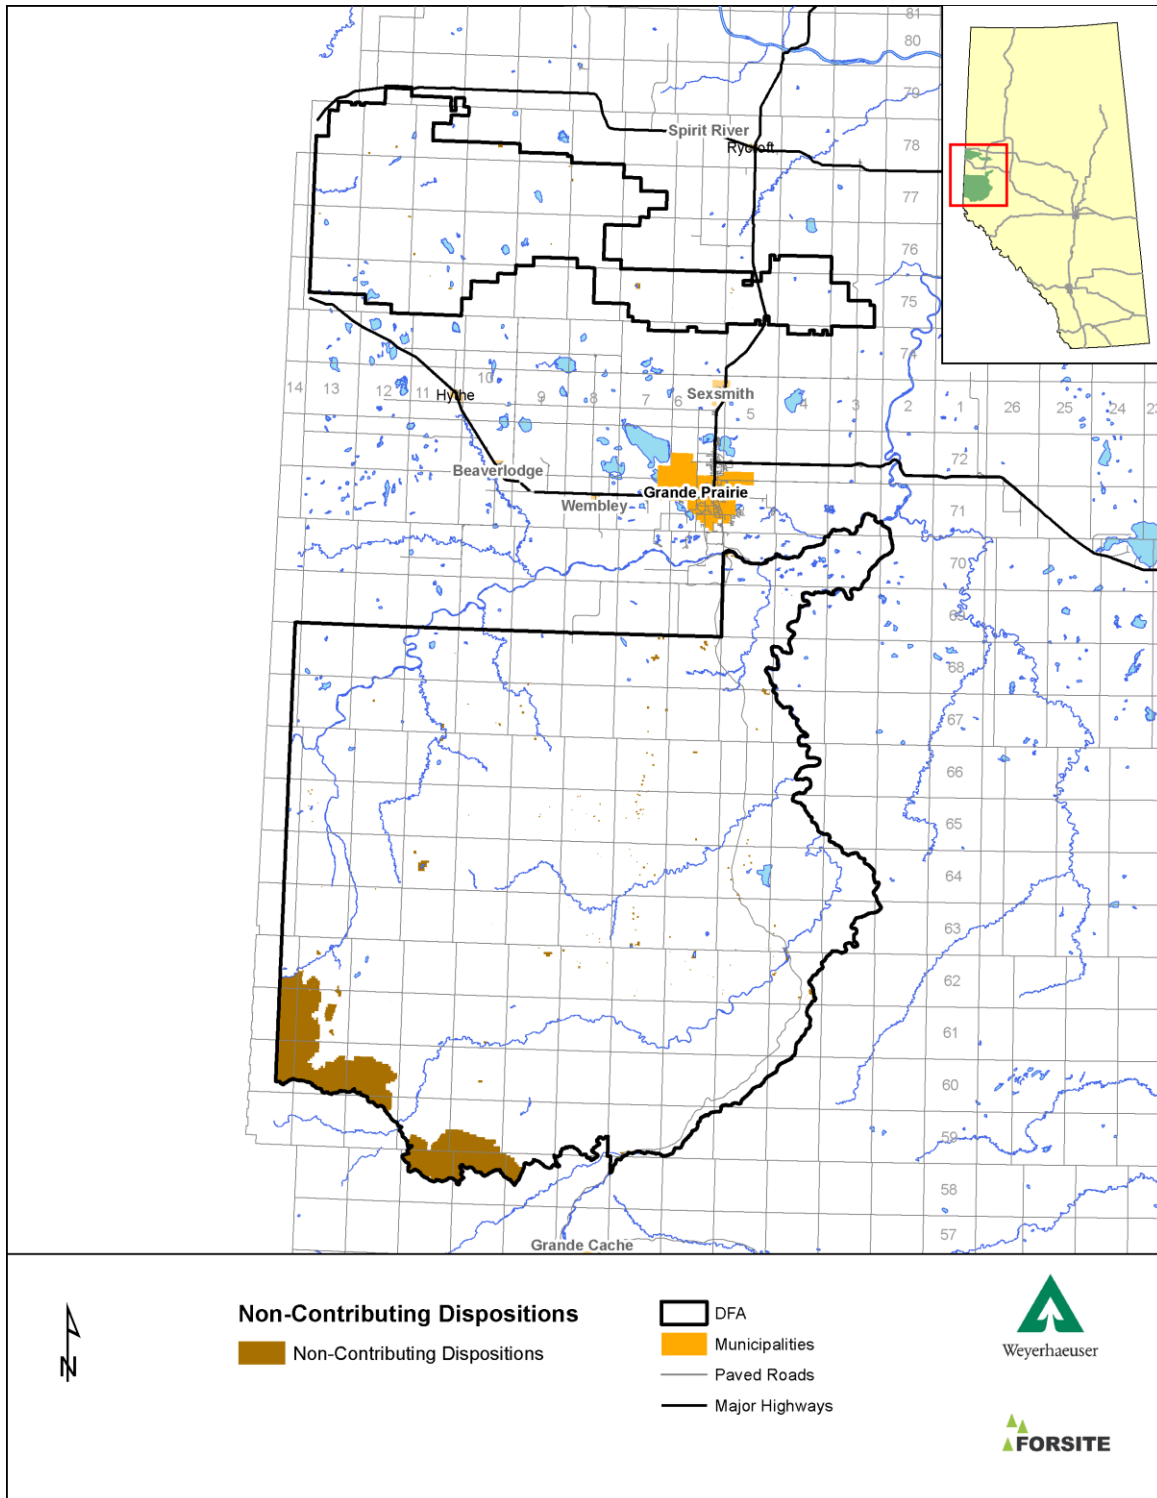 81
80
79
Spirit River
Rycroft
78
77
76
75
74
14 13 12 11 10 9 8 7 6 5 4 3 2 1 26 25 24 23
Hythe
Sexsmith
72
Beaverlodge
Grande Prairie
Wembley
71
70
69
68
67
66
65
64
63
62
61
60
59
58
57
Grande Cache
N
Non-Contributing Dispositions
Non-Contributing Dispositions
DFA
Municipalities
Paved Roads
Major Highways
Weyerhaeuser
FORSITE